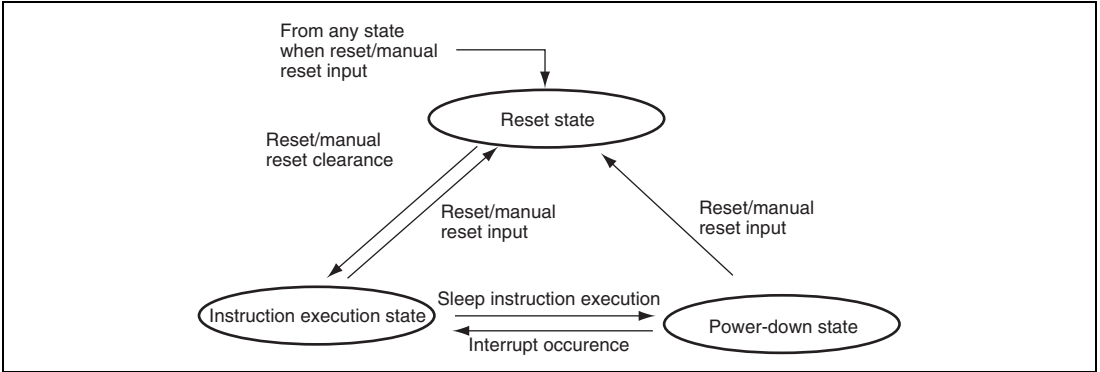 From any state
when reset/manual
reset input
Reset state
Reset/manual
reset clearance
Reset/manual
reset input
Reset/manual
reset input
Instruction execution state
Sleep instruction execution
Interrupt occurence
Power-down state